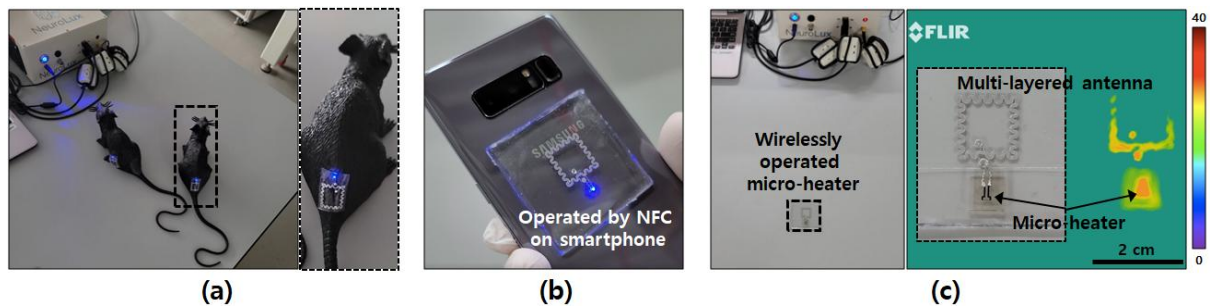 NeuroLux
(a)
SAMSUNG
Operated by NFC
on smartphone
(b)
NeuroLux
Wirelessly
operated
micro-heater
FLIR
Multi-layered antenna
Micro-heater
2 cm
40
0
(c)